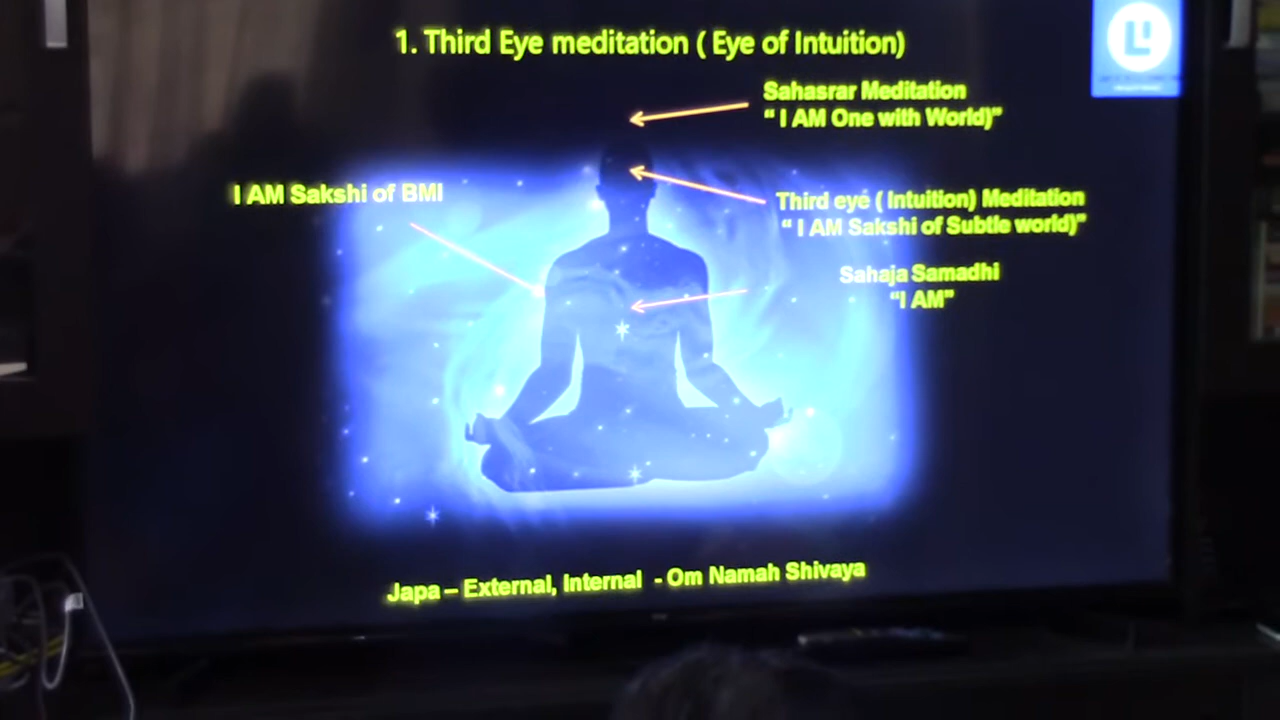 1. Third Eye meditation ( Eye of Intuition)
Sahasrar Meditation
“ I AM One with World)”
I AM Sakshi of BMI
Third eye ( Intuition) Meditation
“ I AM Sakshi of Subtle world)”
Sahaja Samadhi
“I AM”
Japa – External, Internal - Om Namah Shivaya